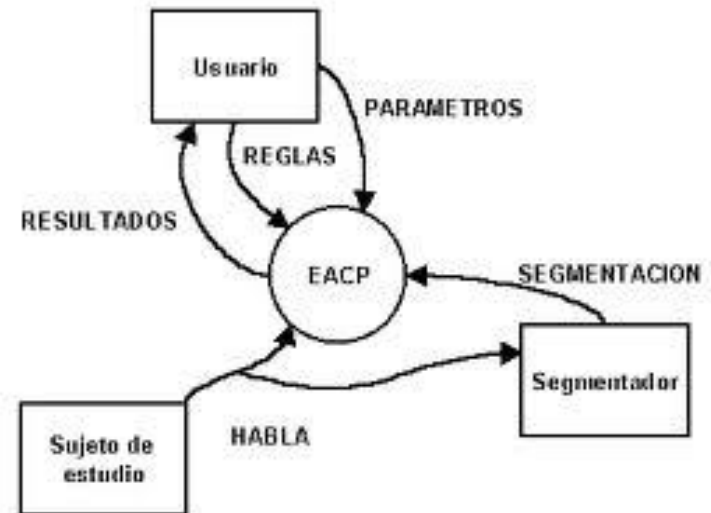 Usuario
PARAMETROS
REGLAS
RESULTADOS
EACP
SEGMENTACION
Segmentador
HABLA
Sujeto de
estudio